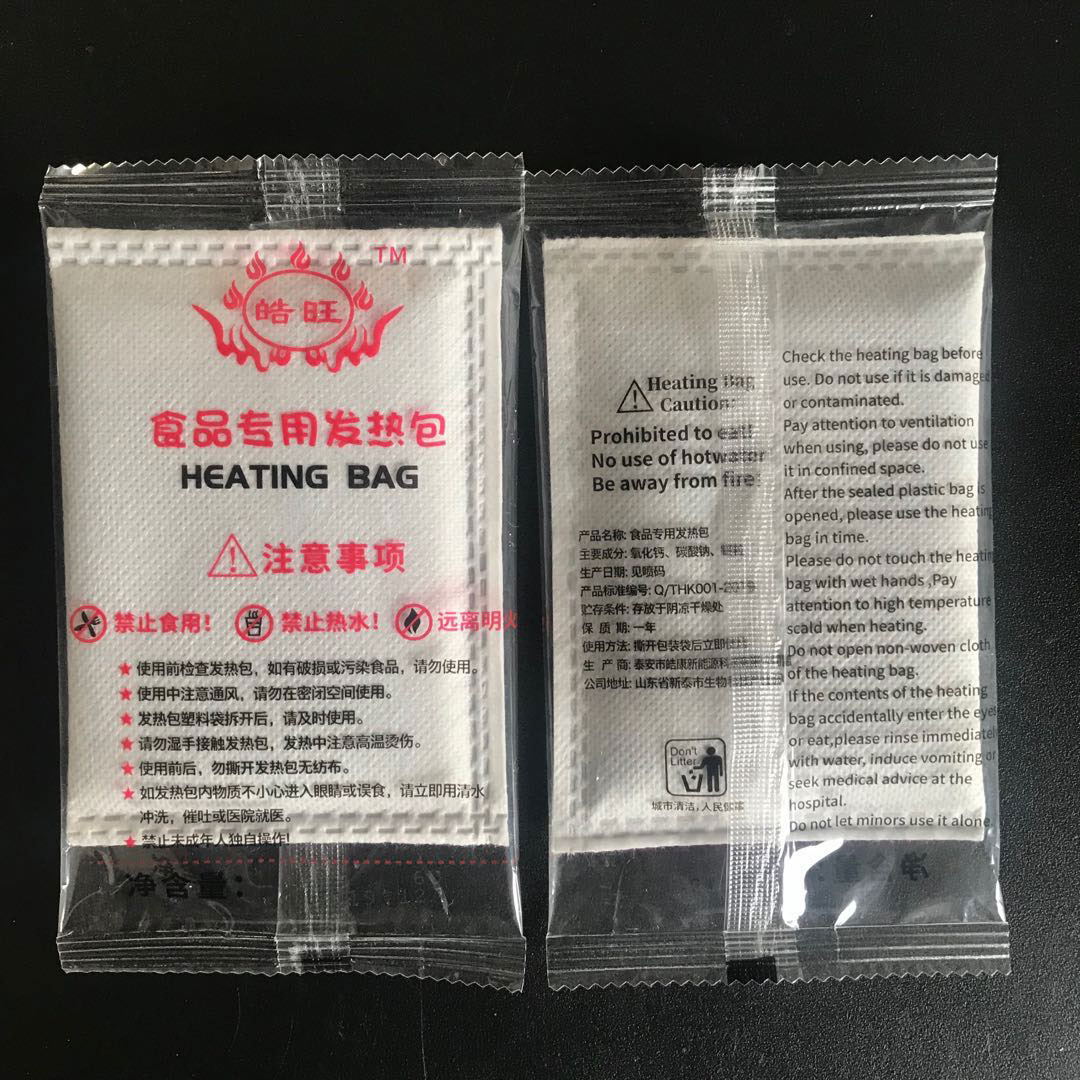 皓旺
TM
食品专用发热包
HEATING BAG
注意事项
禁止食用! 禁止热水! 远离明火
★使用前检查发热包，如有破损或污染食品，请勿使用。
★使用中注意通风，请勿在密闭空间使用。
★发热包塑料袋拆开后，请及时使用。
★请勿湿手接触发热包，发热中注意高温烫伤。
★使用前后，勿撕开发热包无纺布。
★如发热包内物质不小心进入眼睛或误食，请立即用清水
冲洗，催吐或医院就医。
★禁止未成年人独自操作!
净含量:
Heating Bag
Caution:
Prohibited to eat!
No use of hotwater
Be away from fire!
产品名称: 食品专用发热包
主要成分: 氧化钙、碳酸钠、
生产日期: 见喷码
产品标准编号: Q/THK001-2019
贮存条件: 存放于阴凉干燥处
保 质 期: 一年
使用方法: 撕开包装袋后立即使用
生 产 商: 泰安市皓康新能源科
公司地址: 山东省新泰市生物
Don't
Litter
城市清洁,人民健康
Check the heating bag before
use. Do not use if it is damaged
or contaminated.
Pay attention to ventilation
when using, please do not use
it in confined space.
After the sealed plastic bag is
opened, please use the heating
bag in time.
Please do not touch the heating
bag with wet hands ,Pay
attention to high temperature
scald when heating.
Do not open non-woven cloth
of the heating bag.
If the contents of the heating
bag accidentally enter the eyes
or eat,please rinse immediatel
with water, induce vomiting or
seek medical advice at the
hospital.
Do not let minors use it alone.